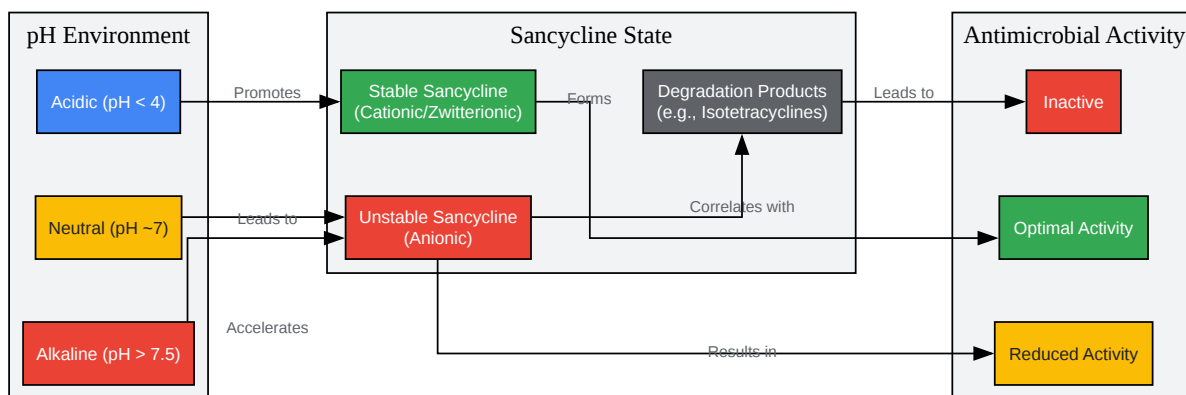 pH Environment
Sancycline State
Antimicrobial Activity
Acidic (pH < 4)
Promotes
Stable Sancycline
(Cationic/Zwitterionic)
Forms
Degradation Products
(e.g., Isotetracyclines)
Leads to
Inactive
Neutral (pH ~7)
Leads to
Unstable Sancycline
(Anionic)
Correlates with
Optimal Activity
Alkaline (pH > 7.5)
Accelerates
Results in
Reduced Activity